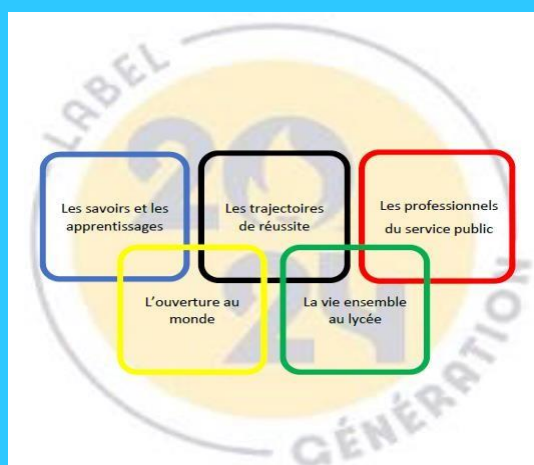 LABEL
2024
Les savoirs et les
apprentissages
Les trajectoires
de réussite
Les professionnels
du service public
L'ouverture au
monde
La vie ensemble
au lycée
GÉNÉRATION